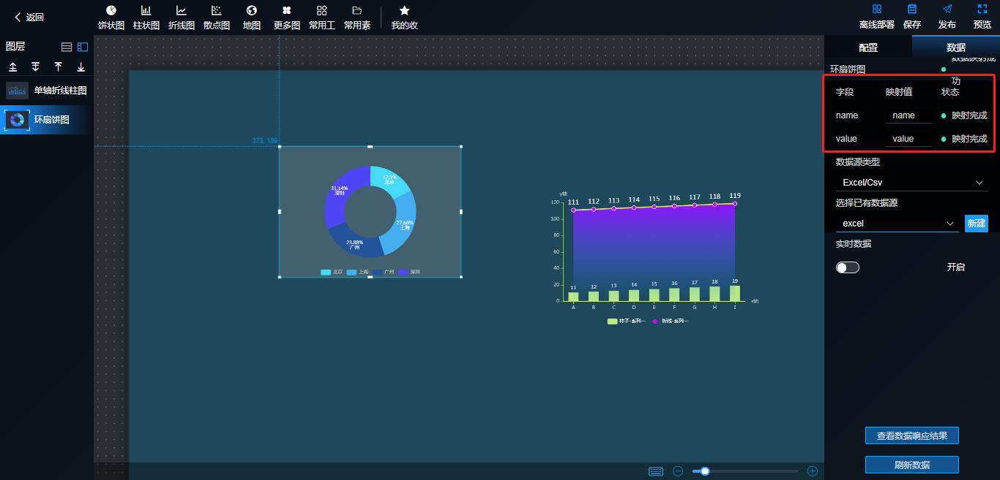 返回
饼状图 柱状图 折线图 散点图 地图 更多图 常用工 常用素 我的收
离线部署 保存 发布 预览
图层
单轴折线柱图
环扇饼图
373, 189
17.3%
北京
31.14%
深圳
27.68%
上海
23.88%
广州
北京 上海 广州 深圳
y轴
111 112 113 114 115 116 117 118 119
120
100
80
60
40
20
0
11 12 13 14 15 16 17 18 19
A B C D E F G H I
x轴
柱子-系列一 折线-系列一
配置 数据
数据映射成
环扇饼图
功
字段 映射值 状态
name name 映射完成
value value 映射完成
数据源类型
Excel/Csv
选择已有数据源
excel 新建
实时数据
开启
查看数据响应结果
刷新数据